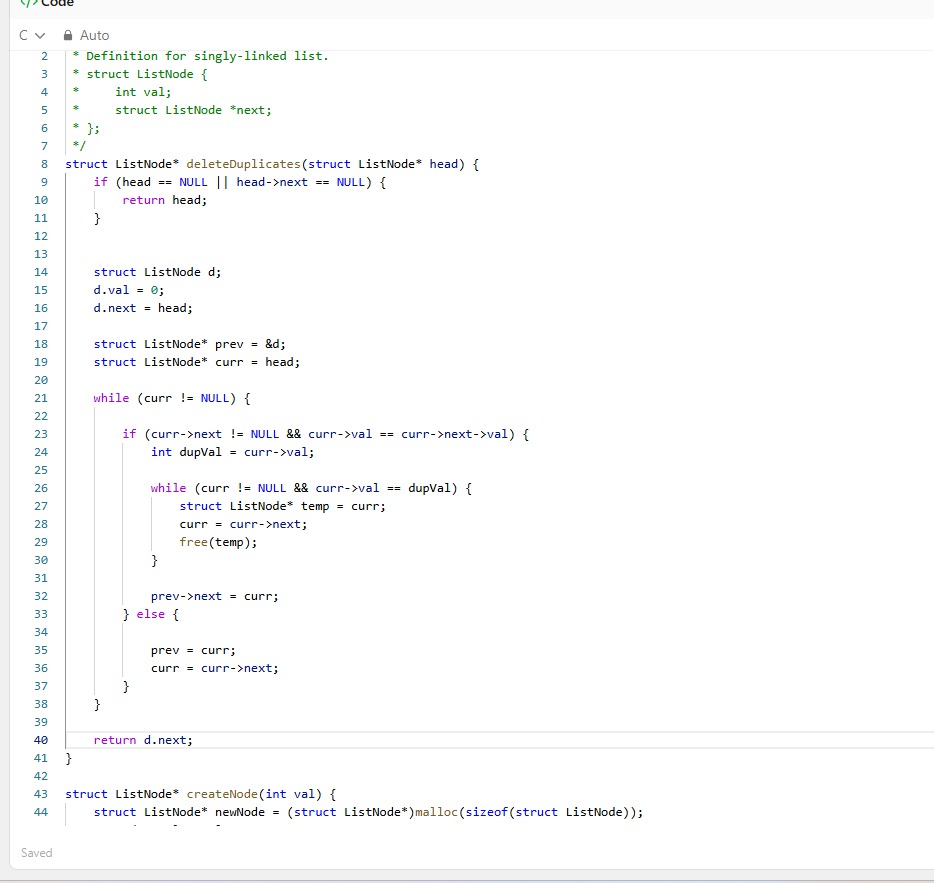 </> Code
C Auto
2 * Definition for singly-linked list.
3 * struct ListNode {
4 *     int val;
5 *     struct ListNode *next;
6 * };
7 */
8 struct ListNode* deleteDuplicates(struct ListNode* head) {
9     if (head == NULL || head->next == NULL) {
10         return head;
11     }
12
13
14     struct ListNode d;
15     d.val = 0;
16     d.next = head;
17
18     struct ListNode* prev = &d;
19     struct ListNode* curr = head;
20
21     while (curr != NULL) {
22
23         if (curr->next != NULL && curr->val == curr->next->val) {
24             int dupVal = curr->val;
25
26             while (curr != NULL && curr->val == dupVal) {
27                 struct ListNode* temp = curr;
28                 curr = curr->next;
29                 free(temp);
30             }
31
32             prev->next = curr;
33         } else {
34
35             prev = curr;
36             curr = curr->next;
37         }
38     }
39
40     return d.next;
41 }
42
43 struct ListNode* createNode(int val) {
44     struct ListNode* newNode = (struct ListNode*)malloc(sizeof(struct ListNode));
Saved